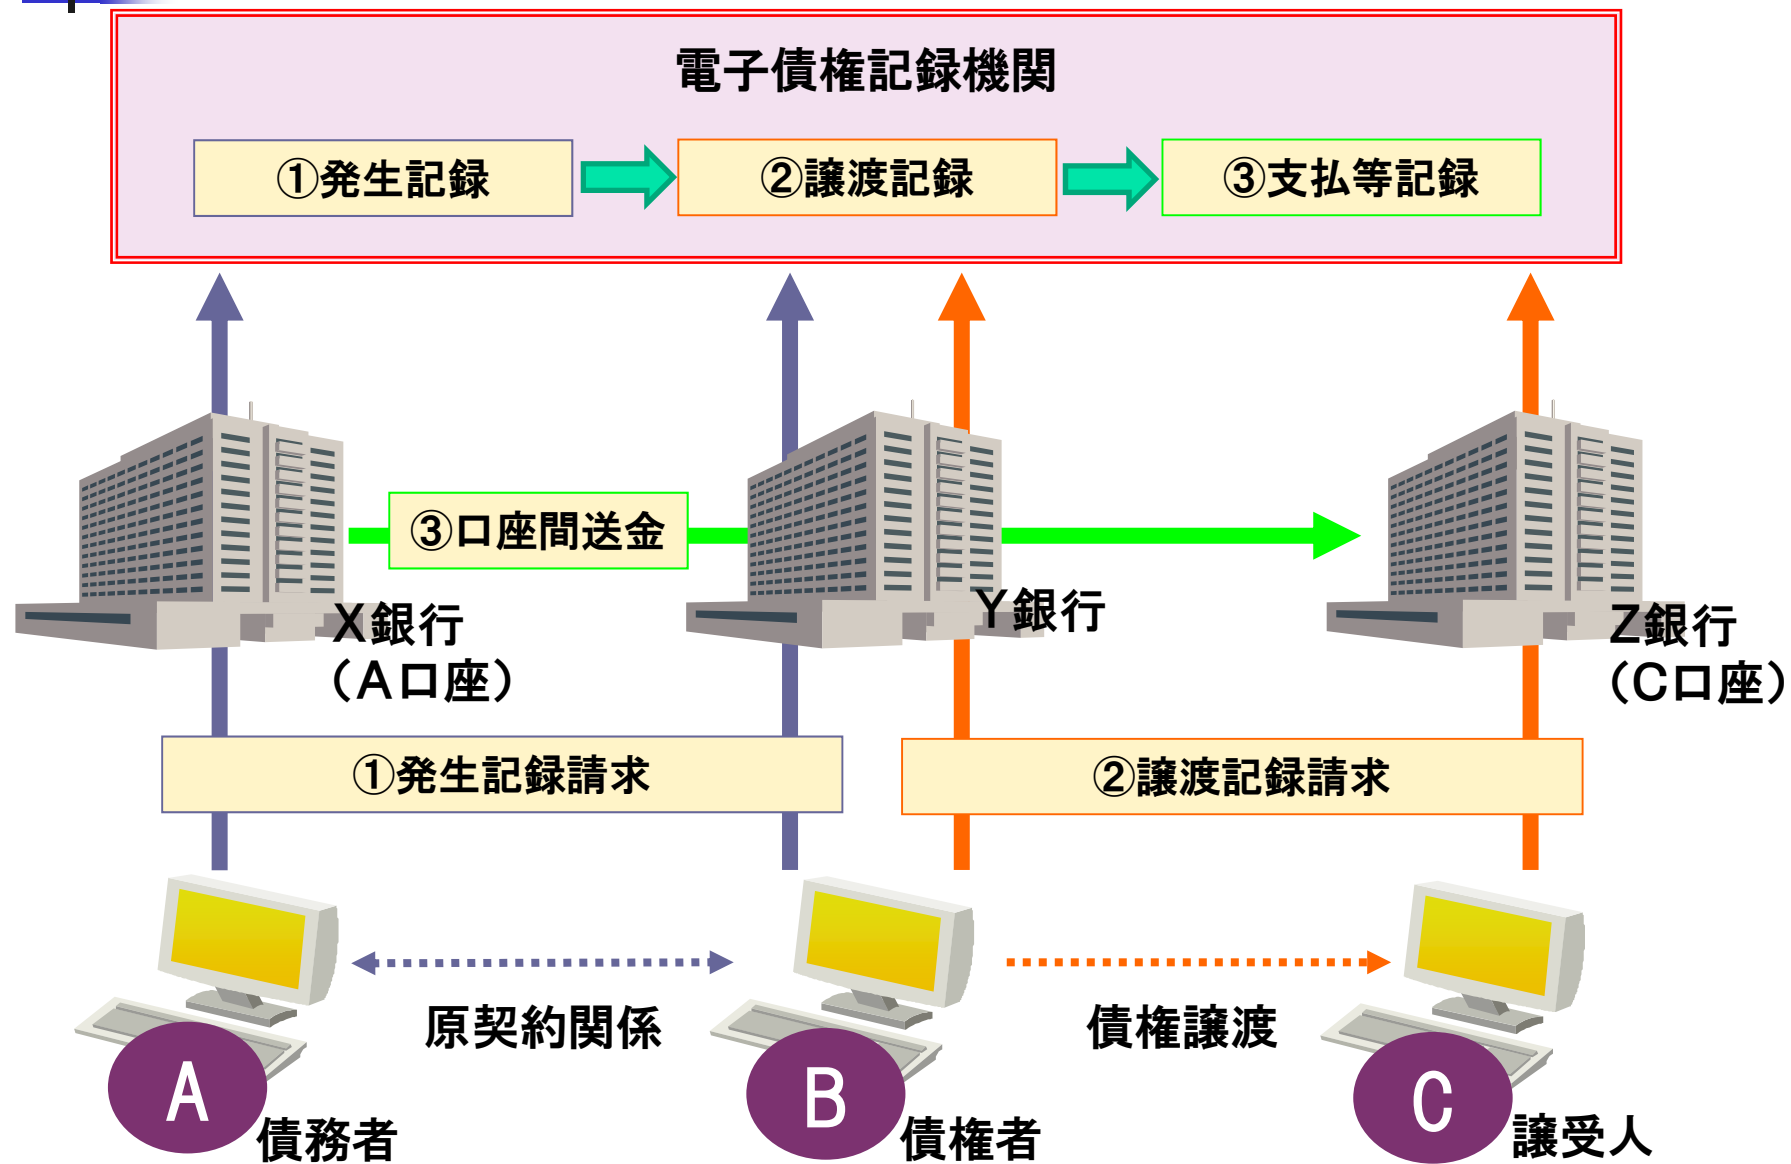 電子債権記録機関
①発生記録
②譲渡記録
③支払等記録
③口座間送金
X銀行
（A口座）
Y銀行
Z銀行
（C口座）
①発生記録請求
②譲渡記録請求
原契約関係
債権譲渡
A
債務者
B
債権者
C
譲受人